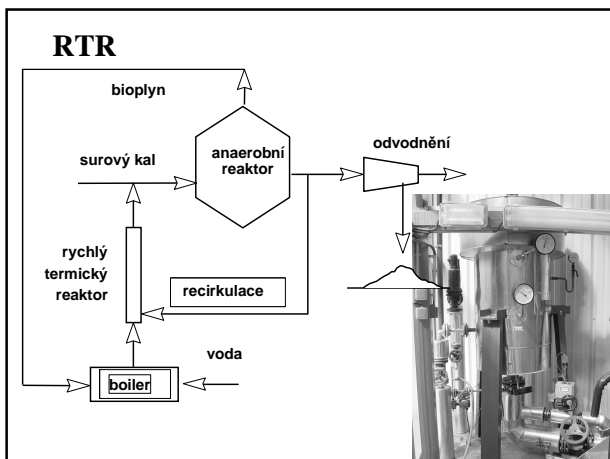 RTR
bioplyn
odvodnění
anaerobní
reaktor
surový kal
rychlý
termický
reaktor
recirkulace
voda
boiler